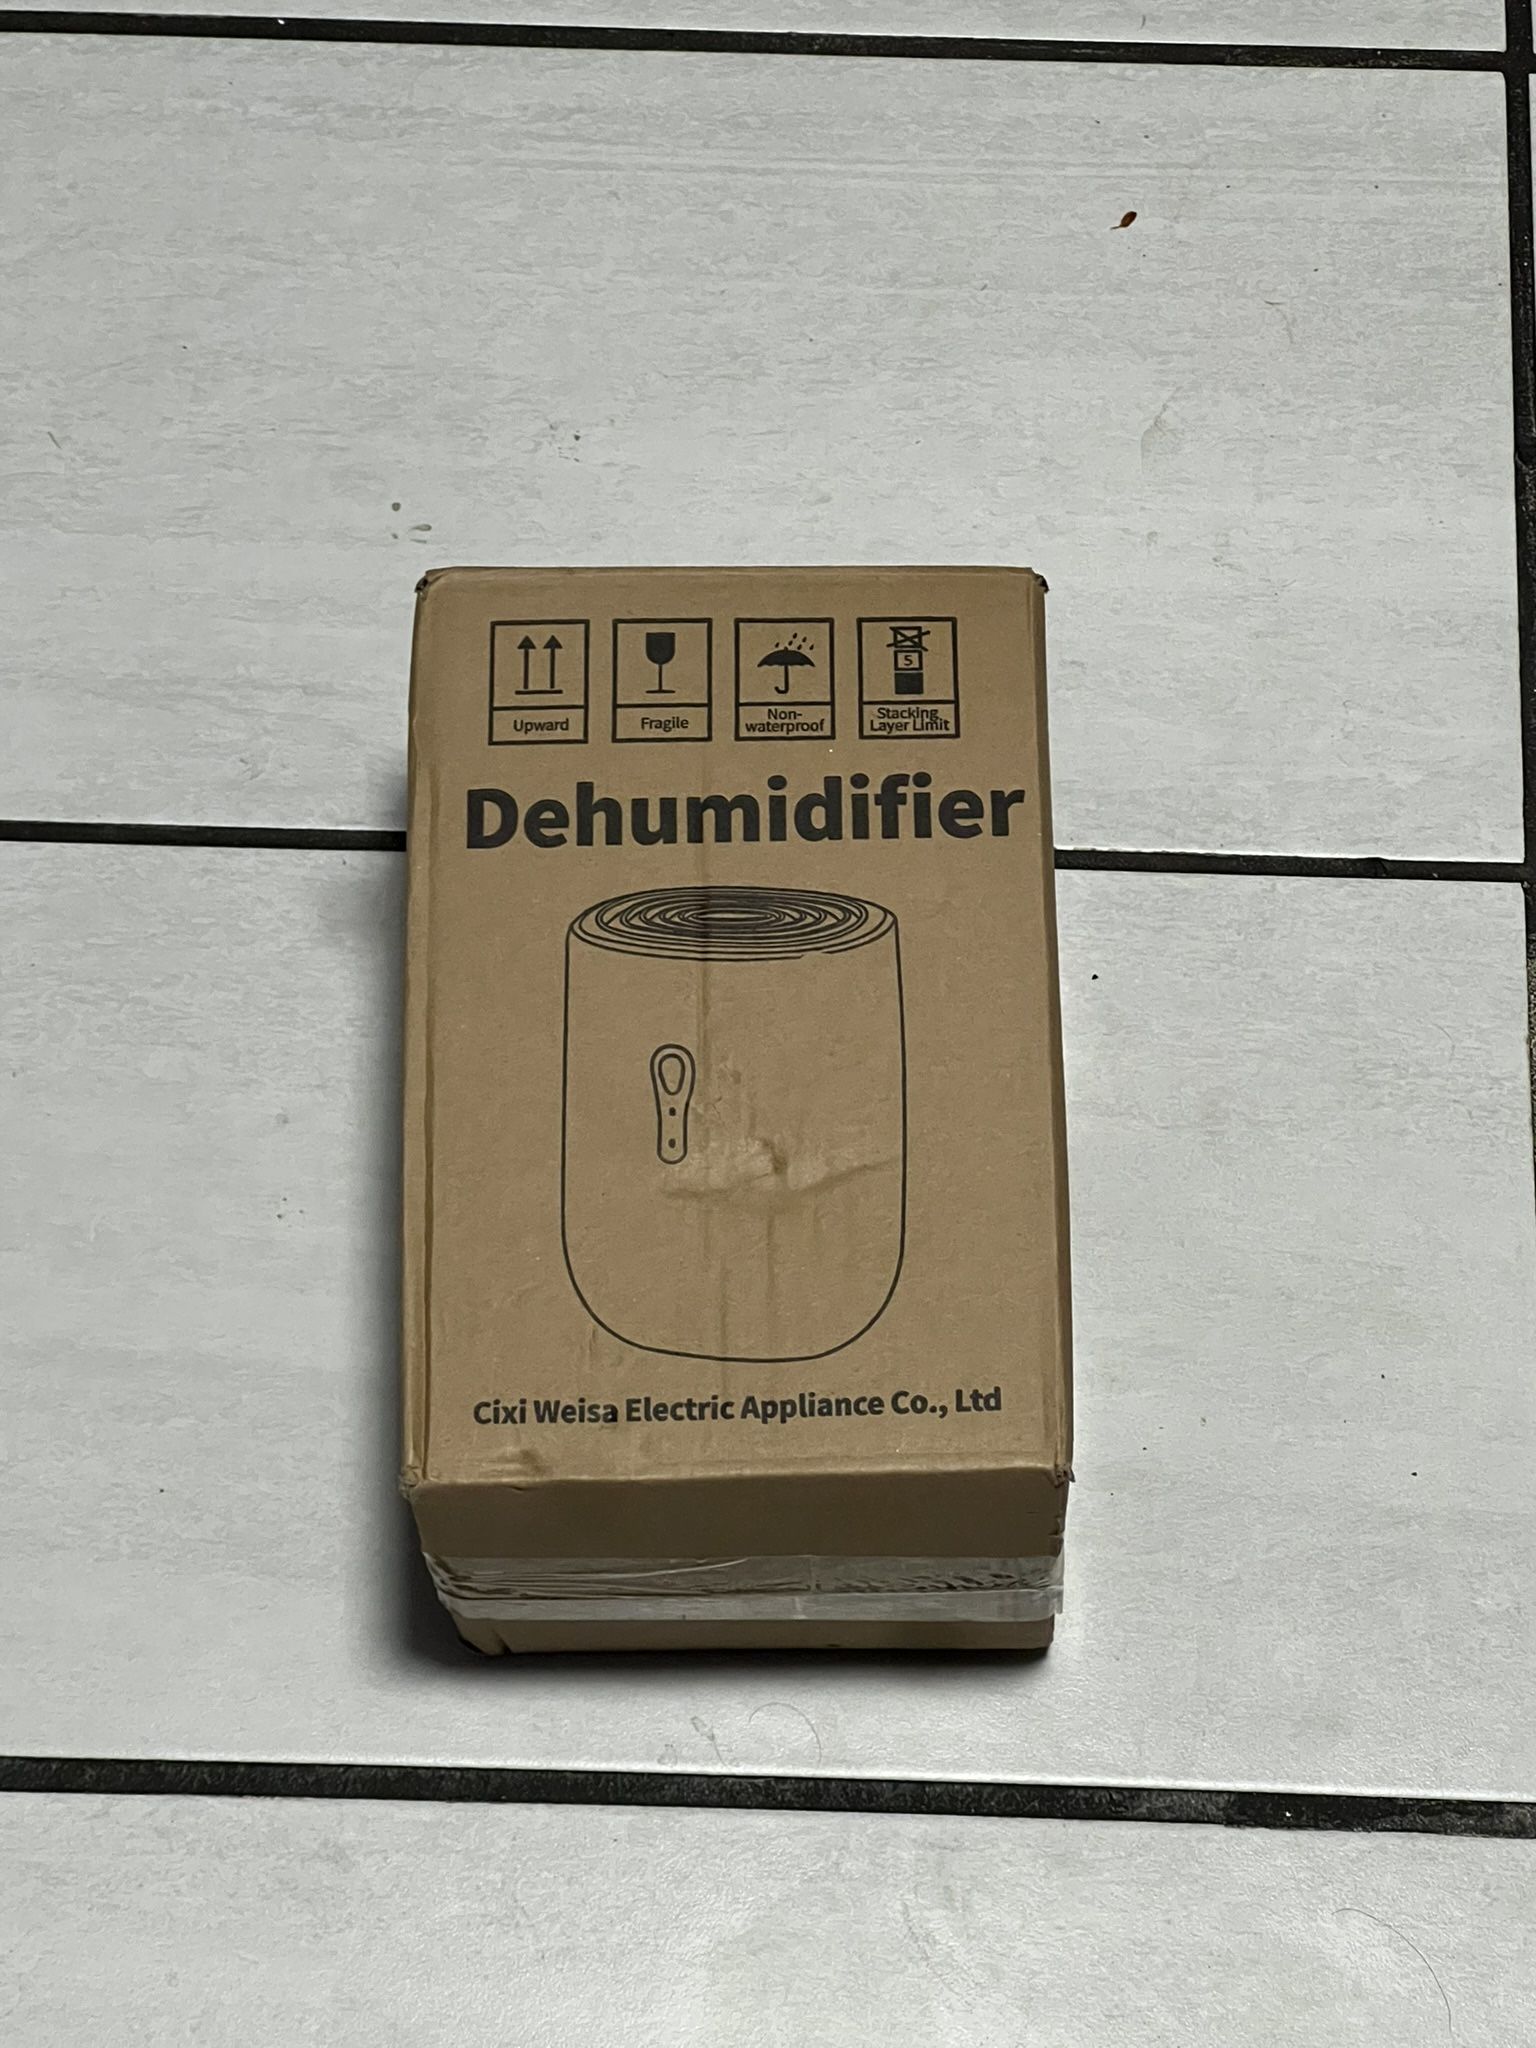 Upward
Fragile
Non-
waterproof
5
Stacking
Layer Limit
Dehumidifier
Cixi Weisa Electric Appliance Co., Ltd